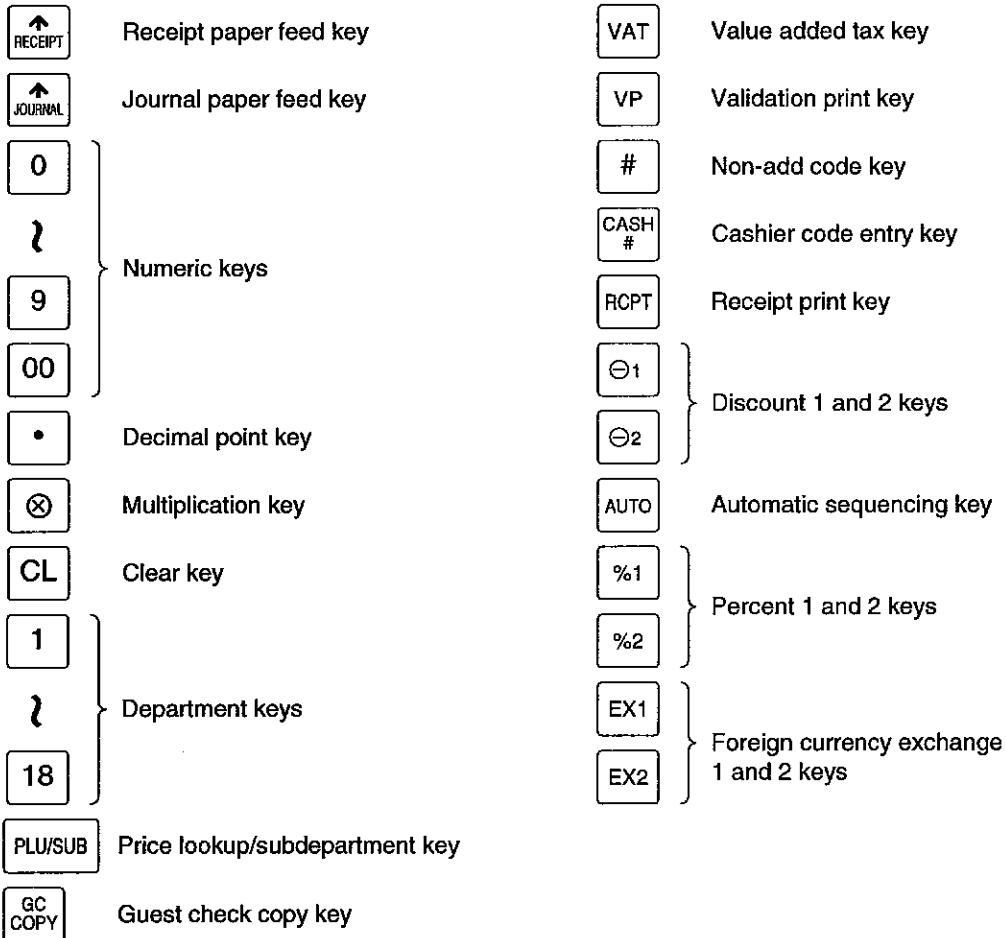 RECEIPT Receipt paper feed key
JOURNAL Journal paper feed key
0
~
9
00
Numeric keys
• Decimal point key
⊗ Multiplication key
CL Clear key
1
~
18
Department keys
PLU/SUB Price lookup/subdepartment key
GC
COPY Guest check copy key
VAT Value added tax key
VP Validation print key
# Non-add code key
CASH
# Cashier code entry key
RCPT Receipt print key
⊖1
⊖2
Discount 1 and 2 keys
AUTO Automatic sequencing key
%1
%2
Percent 1 and 2 keys
EX1
EX2
Foreign currency exchange
1 and 2 keys